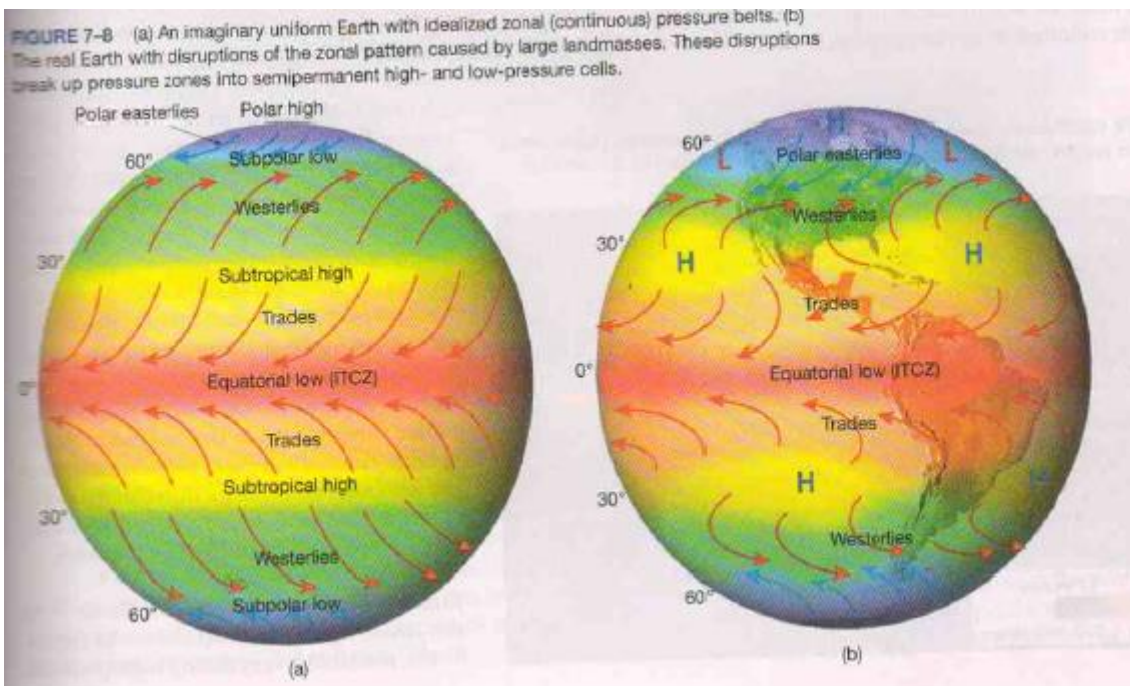 FIGURE 7–8 (a) An imaginary uniform Earth with idealized zonal (continuous) pressure belts. (b)
The real Earth with disruptions of the zonal pattern caused by large landmasses. These disruptions
break up pressure zones into semipermanent high- and low-pressure cells.
Polar easterlies Polar high
60°
Subpolar low
Westerlies
30°
Subtropical high
Trades
0°
Equatorial low (ITCZ)
Trades
Subtropical high
30°
Westerlies
60°
Subpolar low
(a)
H
60°
L
Polar easterlies
L
Westerlies
30°
H
H
Trades
0°
Equatorial low (ITCZ)
Trades
H
H
30°
Westerlies
60°
(b)